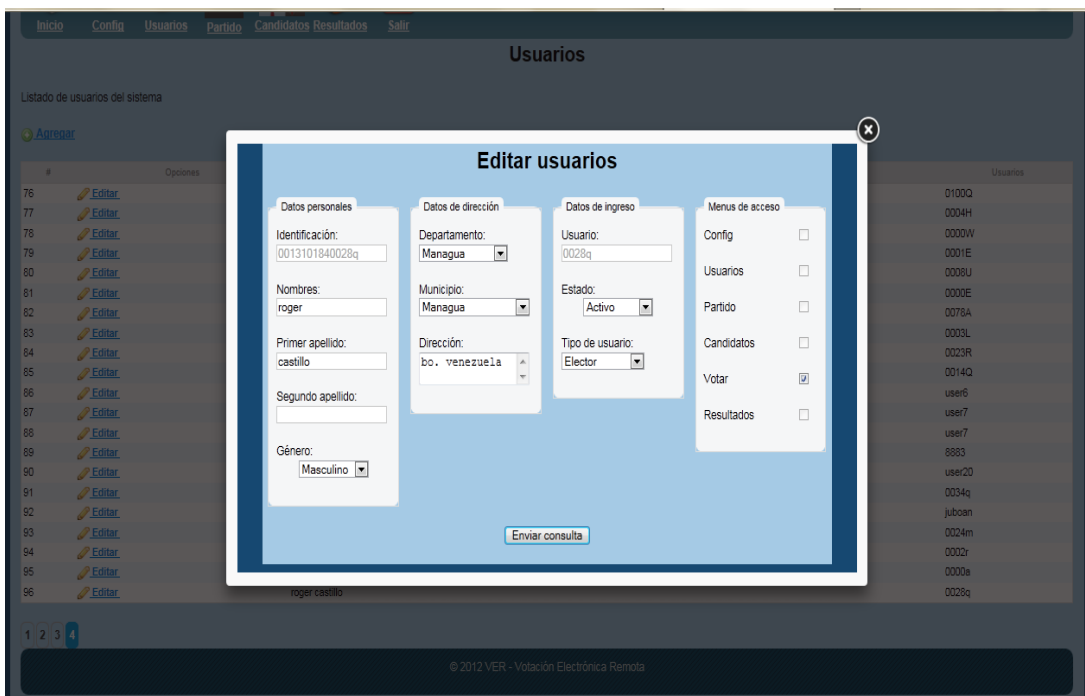 Inicio Config Usuarios Partido Candidatos Resultados Salir
Usuarios
Listado de usuarios del sistema
Agregar
# Opciones Usuarios
Editar usuarios
Datos personales
Identificación:
0013101840028q
Nombres:
roger
Primer apellido:
castillo
Segundo apellido:
Género:
Masculino
Datos de dirección
Departamento:
Managua
Municipio:
Managua
Dirección:
bo. venezuela
Datos de ingreso
Usuario:
0028q
Estado:
Activo
Tipo de usuario:
Elector
Menus de acceso
Config
Usuarios
Partido
Candidatos
Votar
Resultados
Enviar consulta
76 Editar 0100Q
77 Editar 0004H
78 Editar 0000W
79 Editar 0001E
80 Editar 0008U
81 Editar 0000E
82 Editar 0078A
83 Editar 0003L
84 Editar 0023R
85 Editar 0014Q
86 Editar user6
87 Editar user7
88 Editar user7
89 Editar 8883
90 Editar user20
91 Editar 0034q
92 Editar juboan
93 Editar 0024m
94 Editar 0002r
95 Editar 0000a
96 Editar roger castillo 0028q
1 2 3 4
© 2012 VER - Votación Electrónica Remota